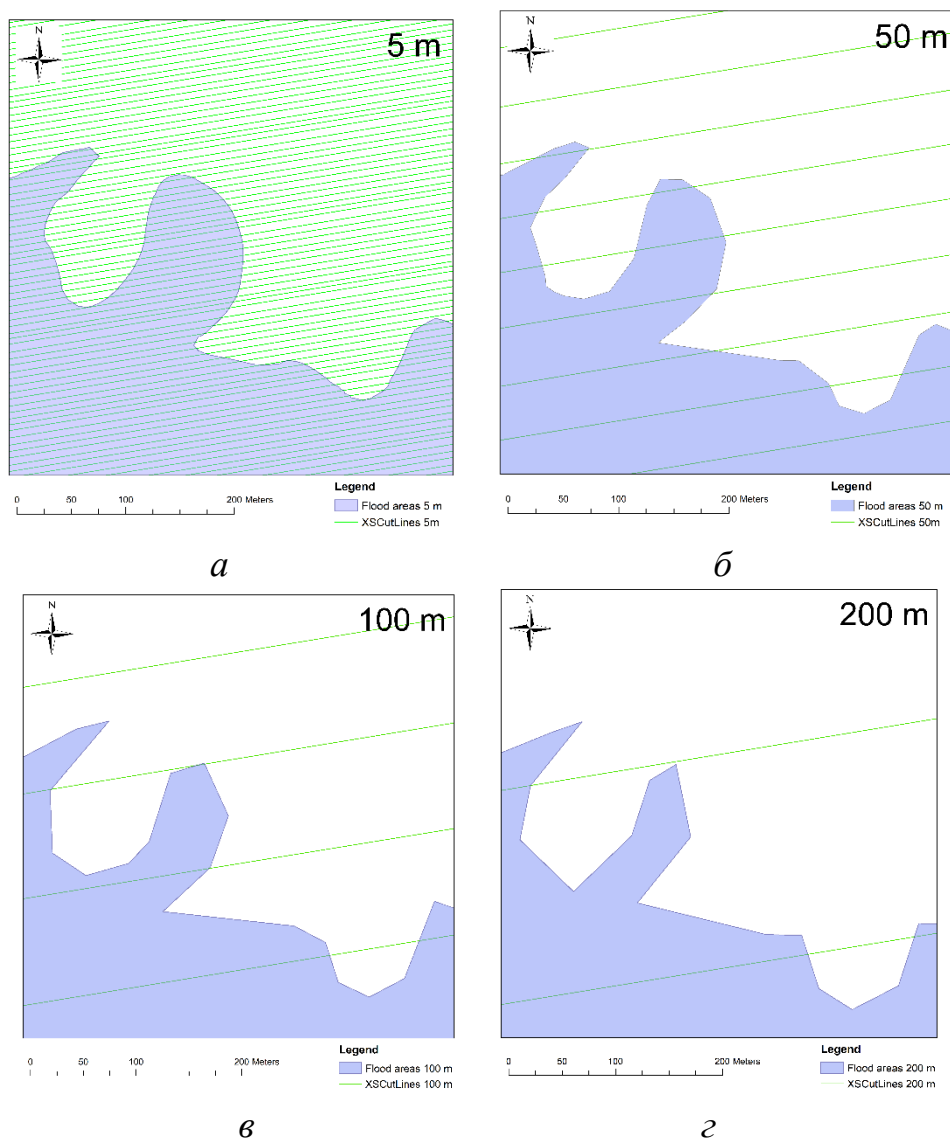 N
5 m
N
50 m
Legend
0 50 100 200 Meters
Flood areas 5 m
XSCutLines 5m
Legend
0 50 100 200 Meters
Flood areas 50 m
XSCutLines 50m
а
б
N
100 m
N
200 m
Legend
0 50 100 200 Meters
Flood areas 100 m
XSCutLines 100 m
Legend
0 50 100 200 Meters
Flood areas 200 m
XSCutLines 200 m
в
г